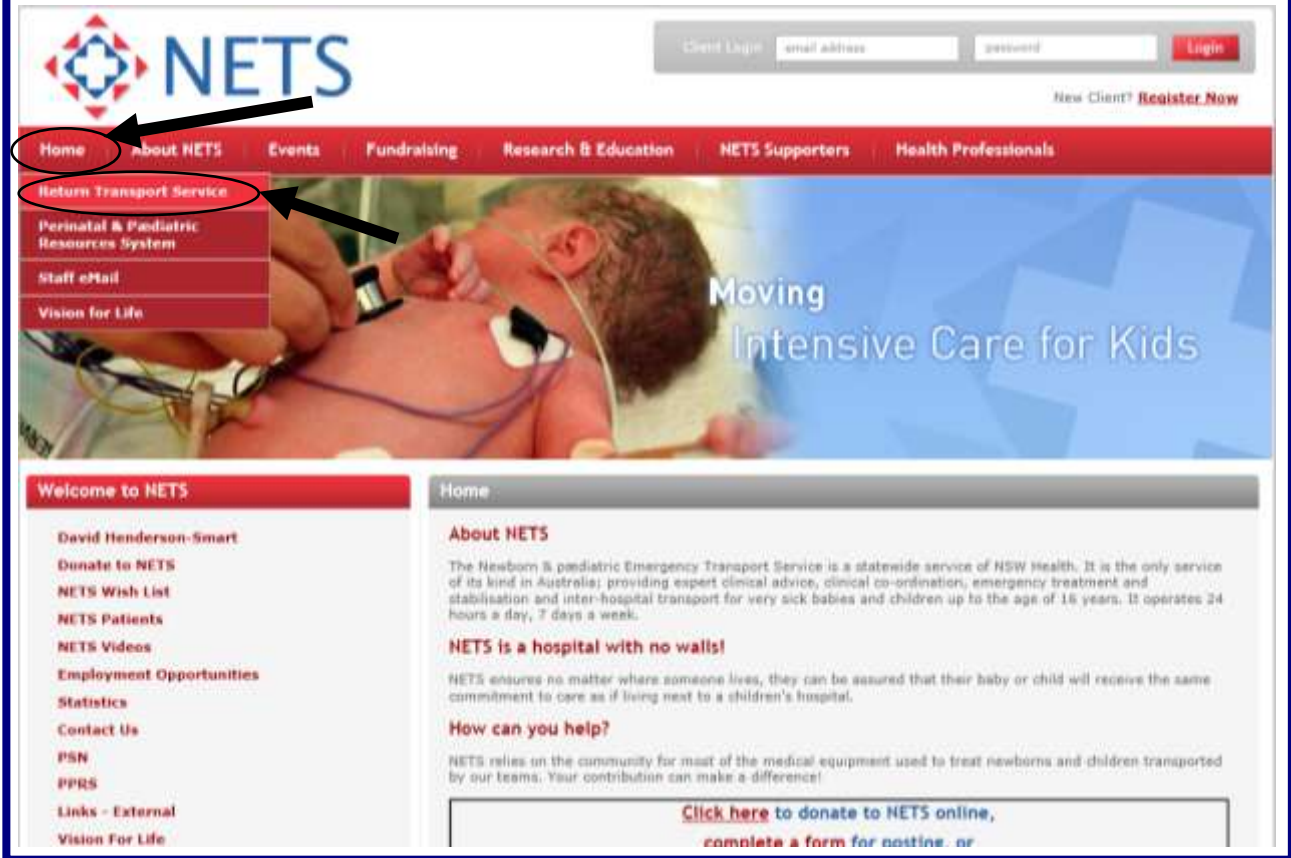 NETS
Client Login email address password Login
New Client? Register Now
Home About NETS Events Fundraising Research & Education NETS Supporters Health Professionals
Return Transport Service
Perinatal & Pædiatric
Resources System
Staff eMail
Vision for Life
Moving
Intensive Care for Kids
Welcome to NETS
David Henderson-Smart
Donate to NETS
NETS Wish List
NETS Patients
NETS Videos
Employment Opportunities
Statistics
Contact Us
PSN
PPRS
Links - External
Vision For Life
Home
About NETS
The Newborn & pædiatric Emergency Transport Service is a statewide service of NSW Health. It is the only service
of its kind in Australia; providing expert clinical advice, clinical co-ordination, emergency treatment and
stabilisation and inter-hospital transport for very sick babies and children up to the age of 16 years. It operates 24
hours a day, 7 days a week.
NETS is a hospital with no walls!
NETS ensures no matter where someone lives, they can be assured that their baby or child will receive the same
commitment to care as if living next to a children's hospital.
How can you help?
NETS relies on the community for most of the medical equipment used to treat newborns and children transported
by our teams. Your contribution can make a difference!
Click here to donate to NETS online,
complete a form for posting, or